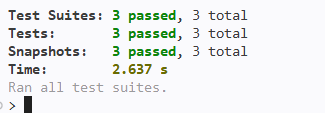 Test Suites: 3 passed, 3 total
Tests:       3 passed, 3 total
Snapshots:   3 passed, 3 total
Time:        2.637 s
Ran all test suites.
>